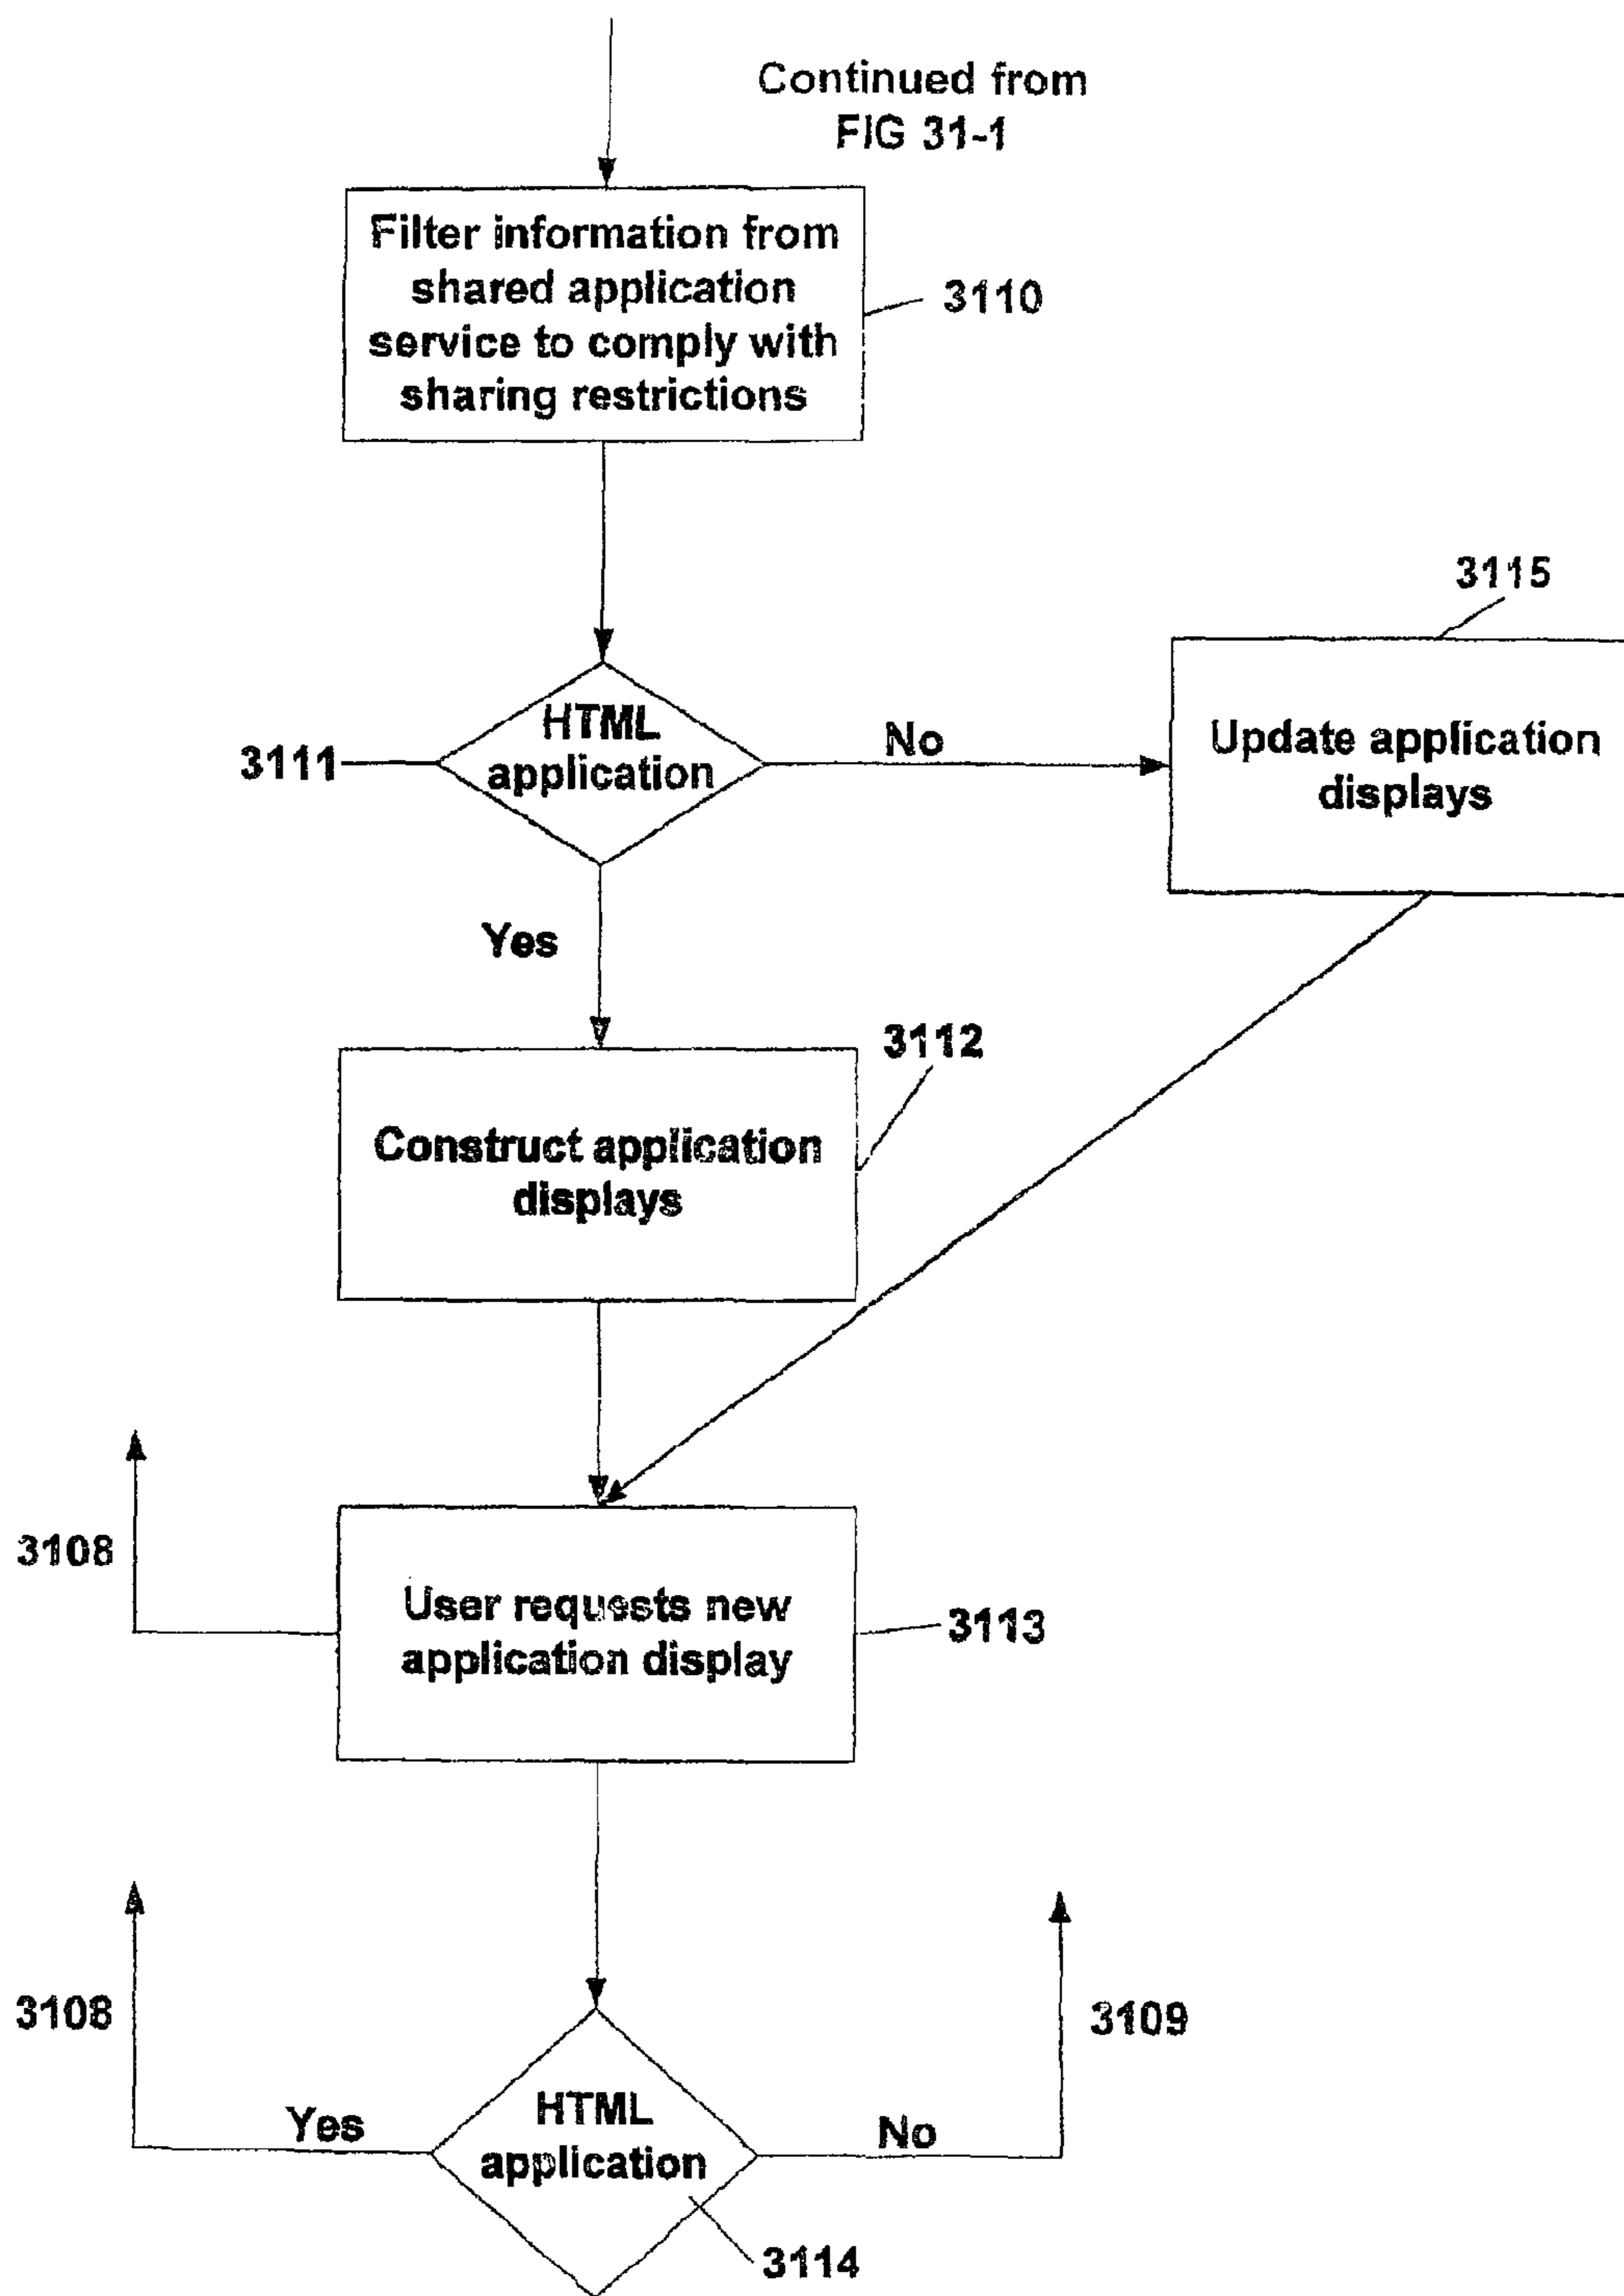 Continued from
FIG 31-1
Filter information from
shared application
service to comply with
sharing restrictions
3110
3115
HTML
application
3111
No
Update application
displays
Yes
3112
Construct application
displays
3108
User requests new
application display
3113
3108
3109
Yes
HTML
application
No
3114